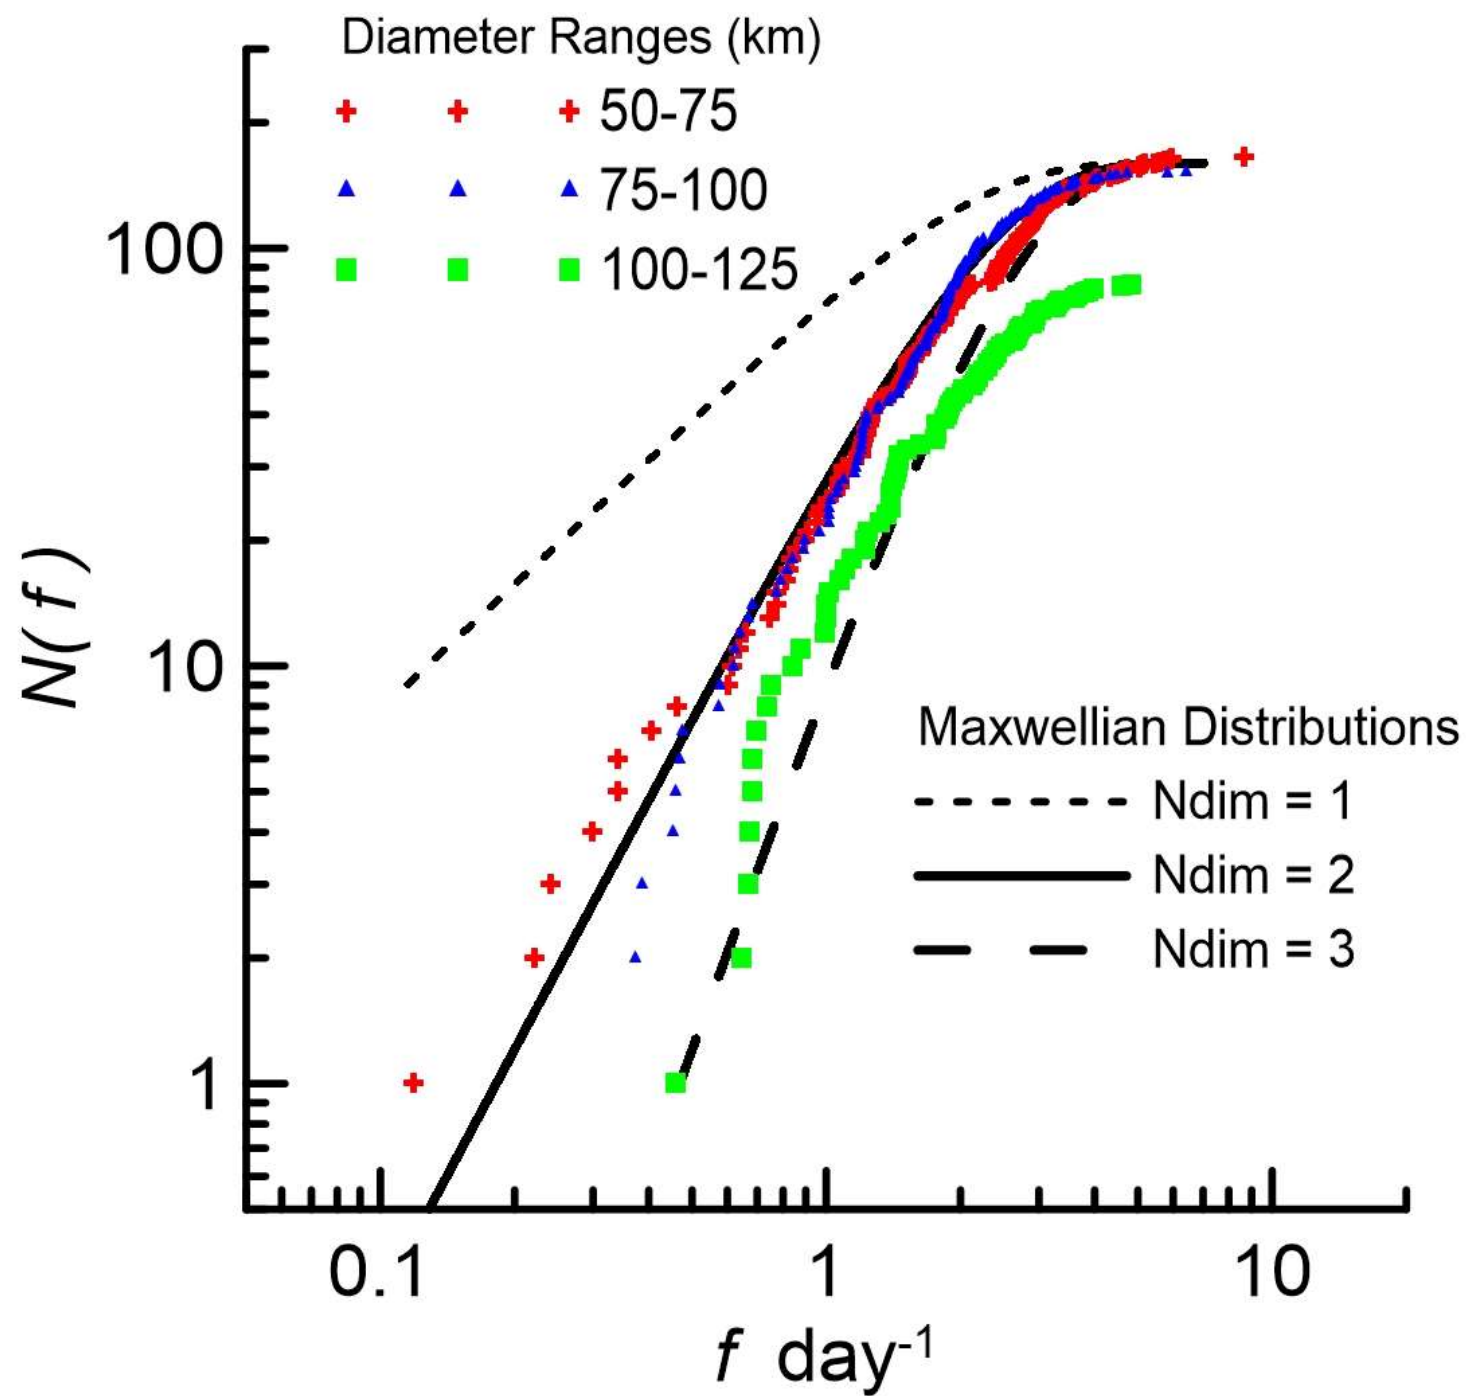 Diameter Ranges (km)
50-75
75-100
100-125
100
10
1
N( f )
Maxwellian Distributions
Ndim = 1
Ndim = 2
Ndim = 3
0.1 1 10
f day⁻¹